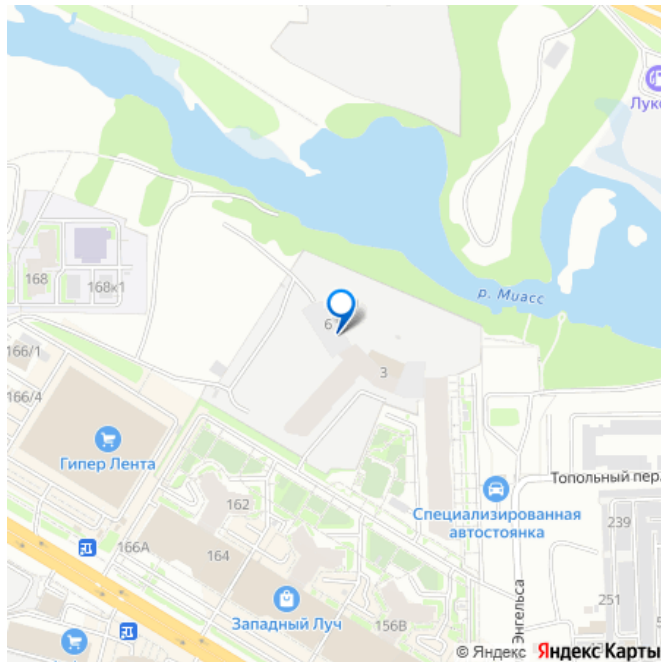 Луко
р. Миасс
168
168к1
67
166/1
3
166/4
Гипер Лента
Топольный пер.
Специализированная
автостоянка
239
162
166А
164
251
Западный Луч
156В
Энгельса
© Яндекс Яндекс Карты